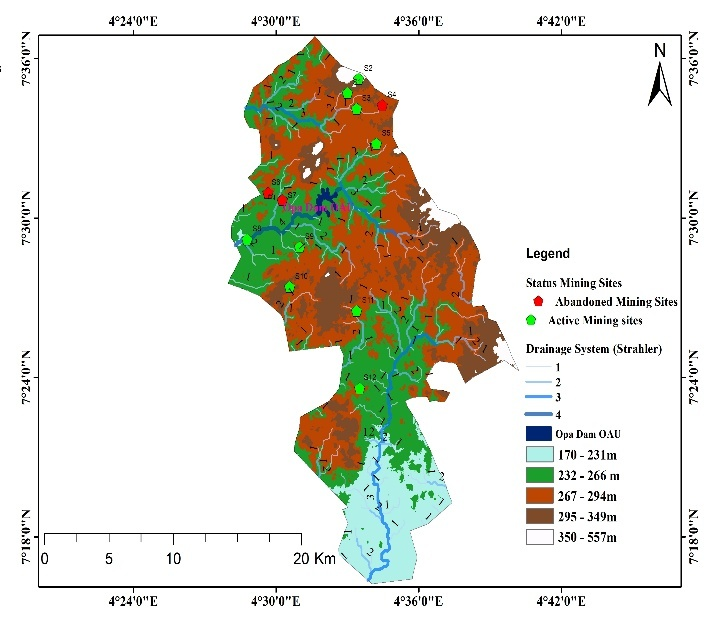 4°24'0"E 4°30'0"E 4°36'0"E 4°42'0"E
7°36'0"N 7°36'0"N
N
S2
S3
S4
S5
S6
S7
7°30'0"N 7°30'0"N
S8
S9
S10
S11
Legend
Status Mining Sites
Abandoned Mining Sites
Active Mining sites
Drainage System (Strahler)
1
2
3
4
Opa Dam OAU
170 - 231m
232 - 266 m
267 - 294m
295 - 349m
350 - 557m
7°24'0"N 7°24'0"N
S12
7°18'0"N 7°18'0"N
0 5 10 20 Km
4°24'0"E 4°30'0"E 4°36'0"E 4°42'0"E